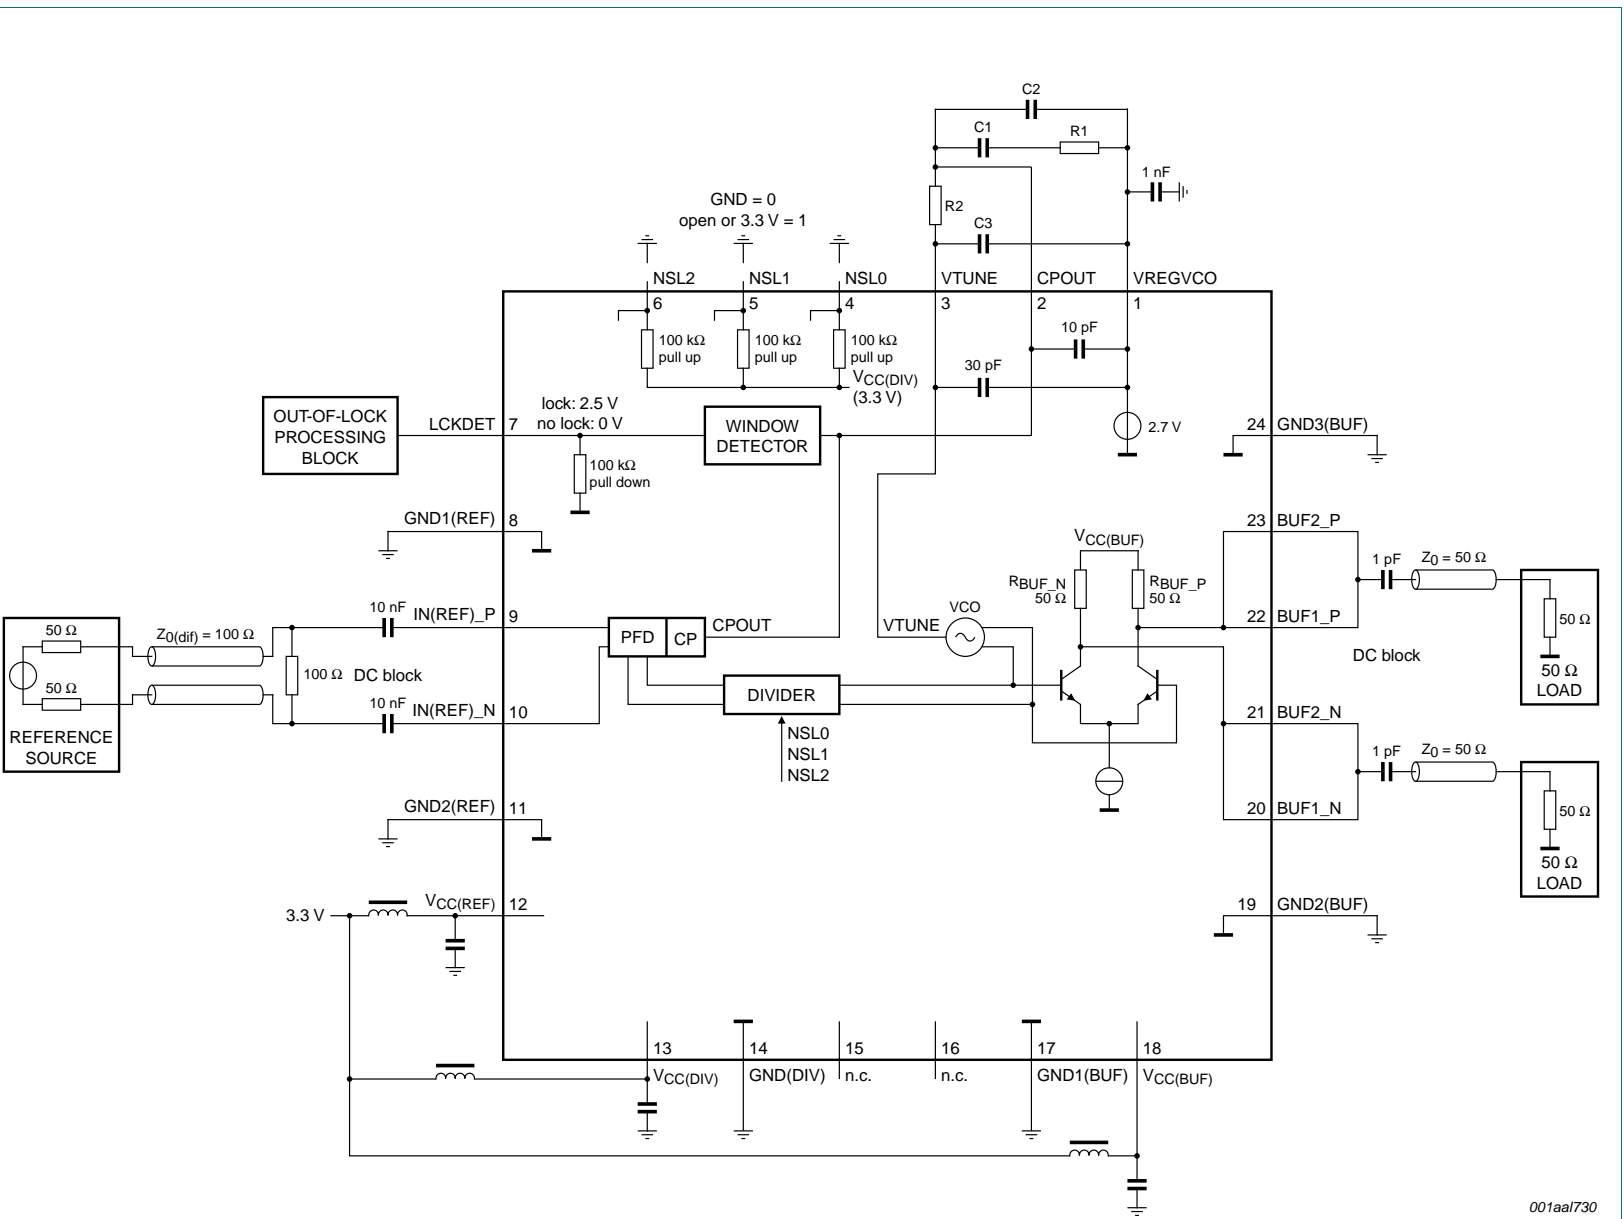 C2
C1
R1
1 nF
GND = 0
open or 3.3 V = 1
R2
C3
NSL2
NSL1
NSL0
VTUNE
CPOUT
VREGVCO
6
5
4
3
2
1
100 kΩ
pull up
100 kΩ
pull up
100 kΩ
pull up
10 pF
30 pF
VCC(DIV)
(3.3 V)
OUT-OF-LOCK
PROCESSING
BLOCK
LCKDET
7
lock: 2.5 V
no lock: 0 V
WINDOW
DETECTOR
2.7 V
24
GND3(BUF)
100 kΩ
pull down
GND1(REF)
8
23
BUF2_P
VCC(BUF)
RBUF_N
50 Ω
RBUF_P
50 Ω
1 pF
Z0 = 50 Ω
50 Ω
50 Ω
LOAD
10 nF
IN(REF)_P
9
22
BUF1_P
50 Ω
Z0(dif) = 100 Ω
PFD
CP
CPOUT
VTUNE
VCO
DC block
100 Ω
DC block
50 Ω
10 nF
IN(REF)_N
10
DIVIDER
21
BUF2_N
REFERENCE
SOURCE
NSL0
NSL1
NSL2
1 pF
Z0 = 50 Ω
50 Ω
50 Ω
LOAD
GND2(REF)
11
20
BUF1_N
3.3 V
VCC(REF)
12
19
GND2(BUF)
13
14
15
16
17
18
VCC(DIV)
GND(DIV)
n.c.
n.c.
GND1(BUF)
VCC(BUF)
001aal730